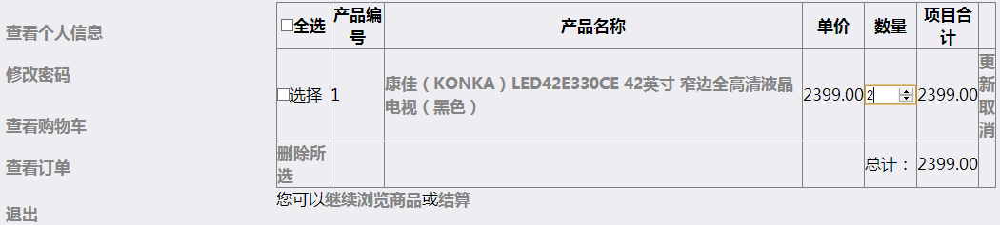 查看个人信息
修改密码
查看购物车
查看订单
退出
全选 产品编号 产品名称 单价 数量 项目合计
选择 1 康佳（KONKA）LED42E330CE 42英寸 窄边全高清液晶电视（黑色） 2399.00 2 2399.00 更新取消
删除所选 总计： 2399.00
您可以继续浏览商品或结算